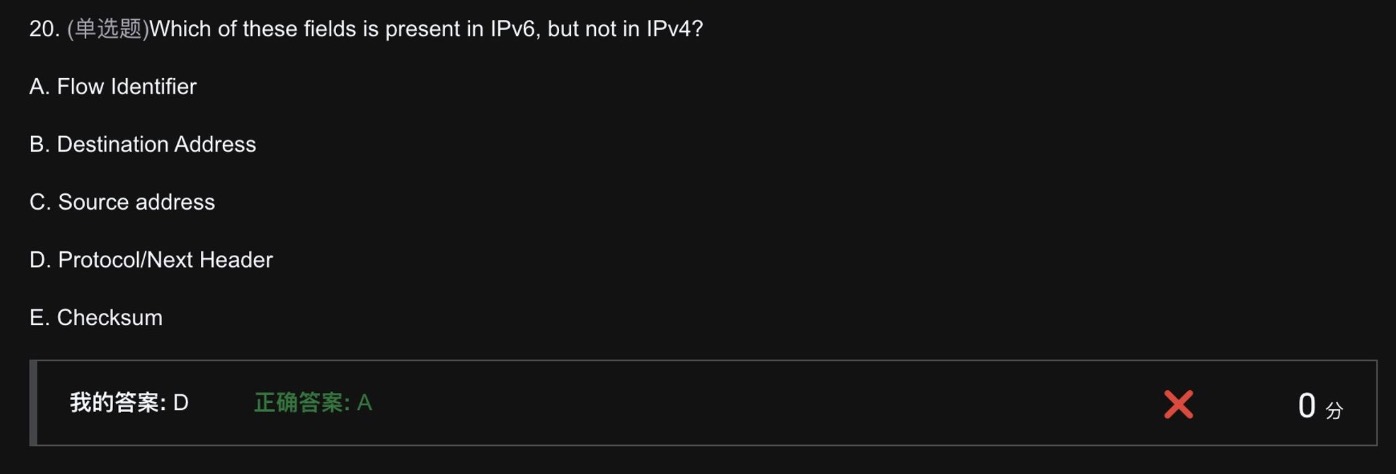 20. (单选题)Which of these fields is present in IPv6, but not in IPv4?
A. Flow Identifier
B. Destination Address
C. Source address
D. Protocol/Next Header
E. Checksum
我的答案: D 正确答案: A 0 分